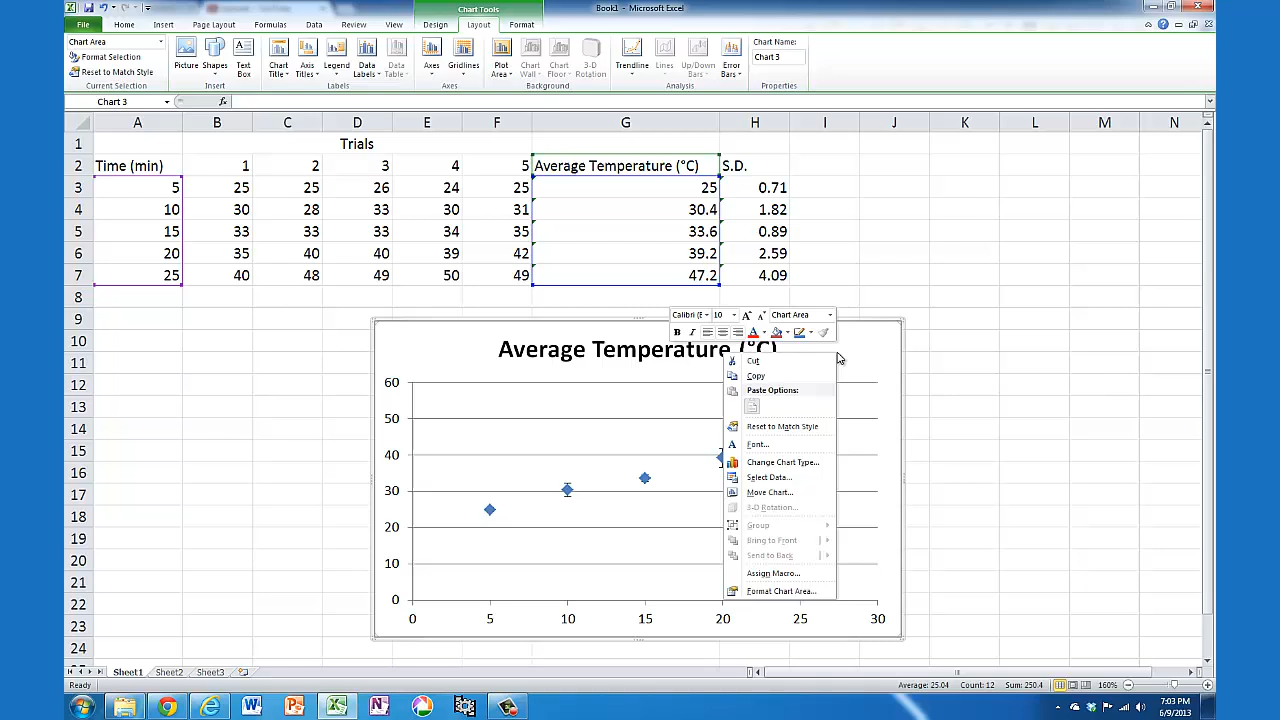 Chart Tools
Book1 - Microsoft Excel
File Home Insert Page Layout Formulas Data Review View Design Layout Format
Chart Area
Format Selection
Reset to Match Style
Current Selection
Picture Shapes Text Box
Insert
Chart Title Axis Titles Legend Data Labels Data Table
Labels
Axes Gridlines
Axes
Plot Area Chart Wall Chart Floor 3-D Rotation
Background
Trendline Lines Up/Down Bars Error Bars
Analysis
Chart Name:
Chart 3
Properties
Chart 3 fx
A B C D E F G H I J K L M N
1 Trials
2 Time (min) 1 2 3 4 5 Average Temperature (°C) S.D.
3 5 25 25 26 24 25 25 0.71
4 10 30 28 33 30 31 30.4 1.82
5 15 33 33 33 34 35 33.6 0.89
6 20 35 40 40 39 42 39.2 2.59
7 25 40 48 49 50 49 47.2 4.09
8
9
10
11
12
13
14
15
16
17
18
19
20
21
22
23
24
Calibri (E 10 A A Chart Area
B I A
Average Temperature (°C)
60
50
40
30
20
10
0
0 5 10 15 20 25 30
Cut
Copy
Paste Options:
Reset to Match Style
Font...
Change Chart Type...
Select Data...
Move Chart...
3-D Rotation...
Group
Bring to Front
Send to Back
Assign Macro...
Format Chart Area...
Sheet1 Sheet2 Sheet3
Ready
Average: 25.04 Count: 12 Sum: 250.4 160%
7:03 PM
6/9/2013